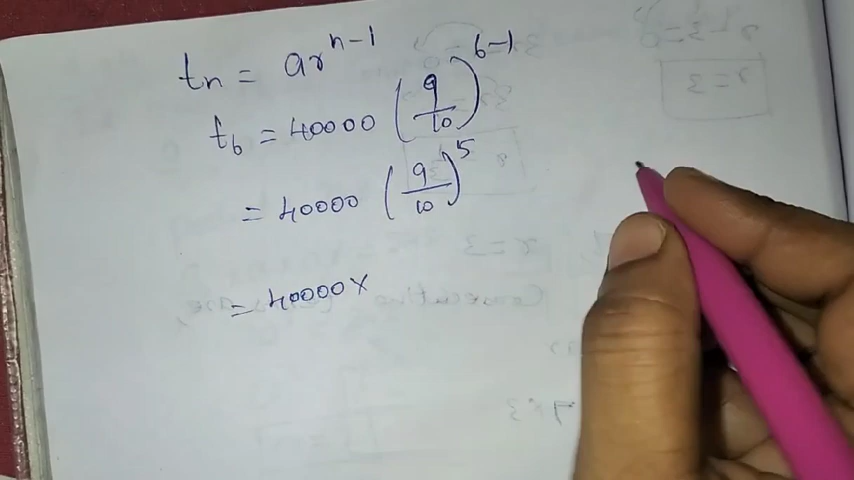 tn = ar^n-1
t6 = 40000 (9/10)^6-1
= 40000 (9/10)^5
= 40000 ×